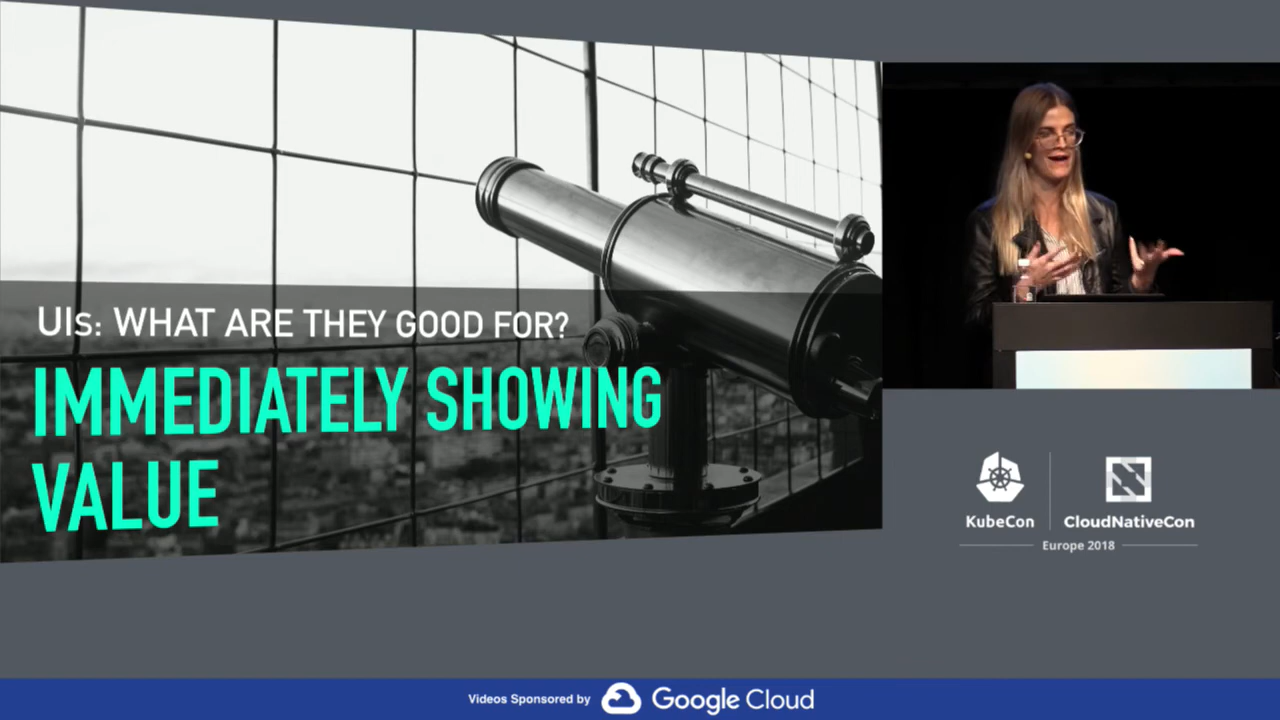 UIs: WHAT ARE THEY GOOD FOR?
IMMEDIATELY SHOWING
VALUE
KubeCon
CloudNativeCon
Europe 2018
Videos Sponsored by Google Cloud